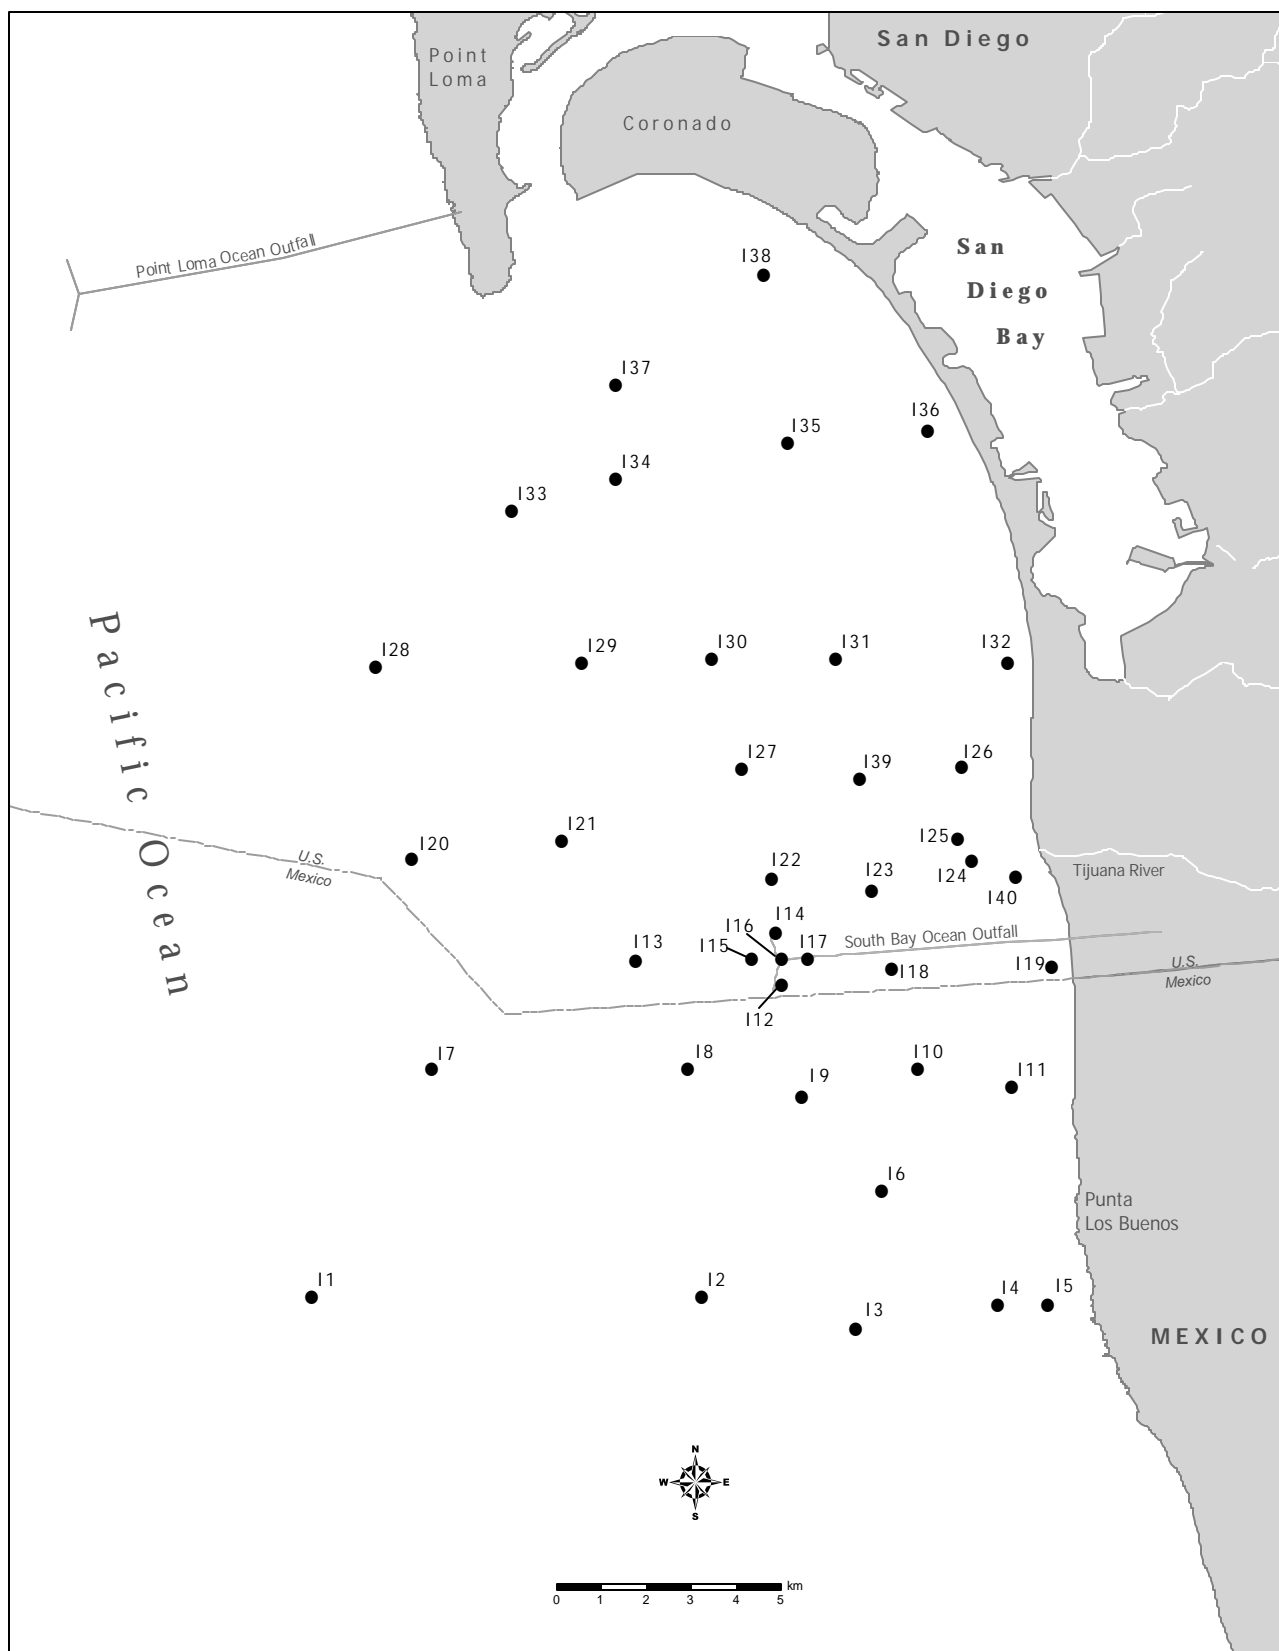 San Diego
Point
Loma
Coronado
Point Loma Ocean Outfall
San
Diego
Bay
I38
I37
I36
I35
I34
I33
Pacific Ocean
I28
I29
I30
I31
I32
I27
I39
I26
I21
I20
I25
I24
I22
I23
I40
Tijuana River
U.S.
Mexico
I14
I16
I13
I15
I17
South Bay Ocean Outfall
I18
I19
U.S.
Mexico
I12
I7
I8
I9
I10
I11
I6
Punta
Los Buenos
I1
I2
I3
I4
I5
MEXICO
N
W
E
S
km
0 1 2 3 4 5